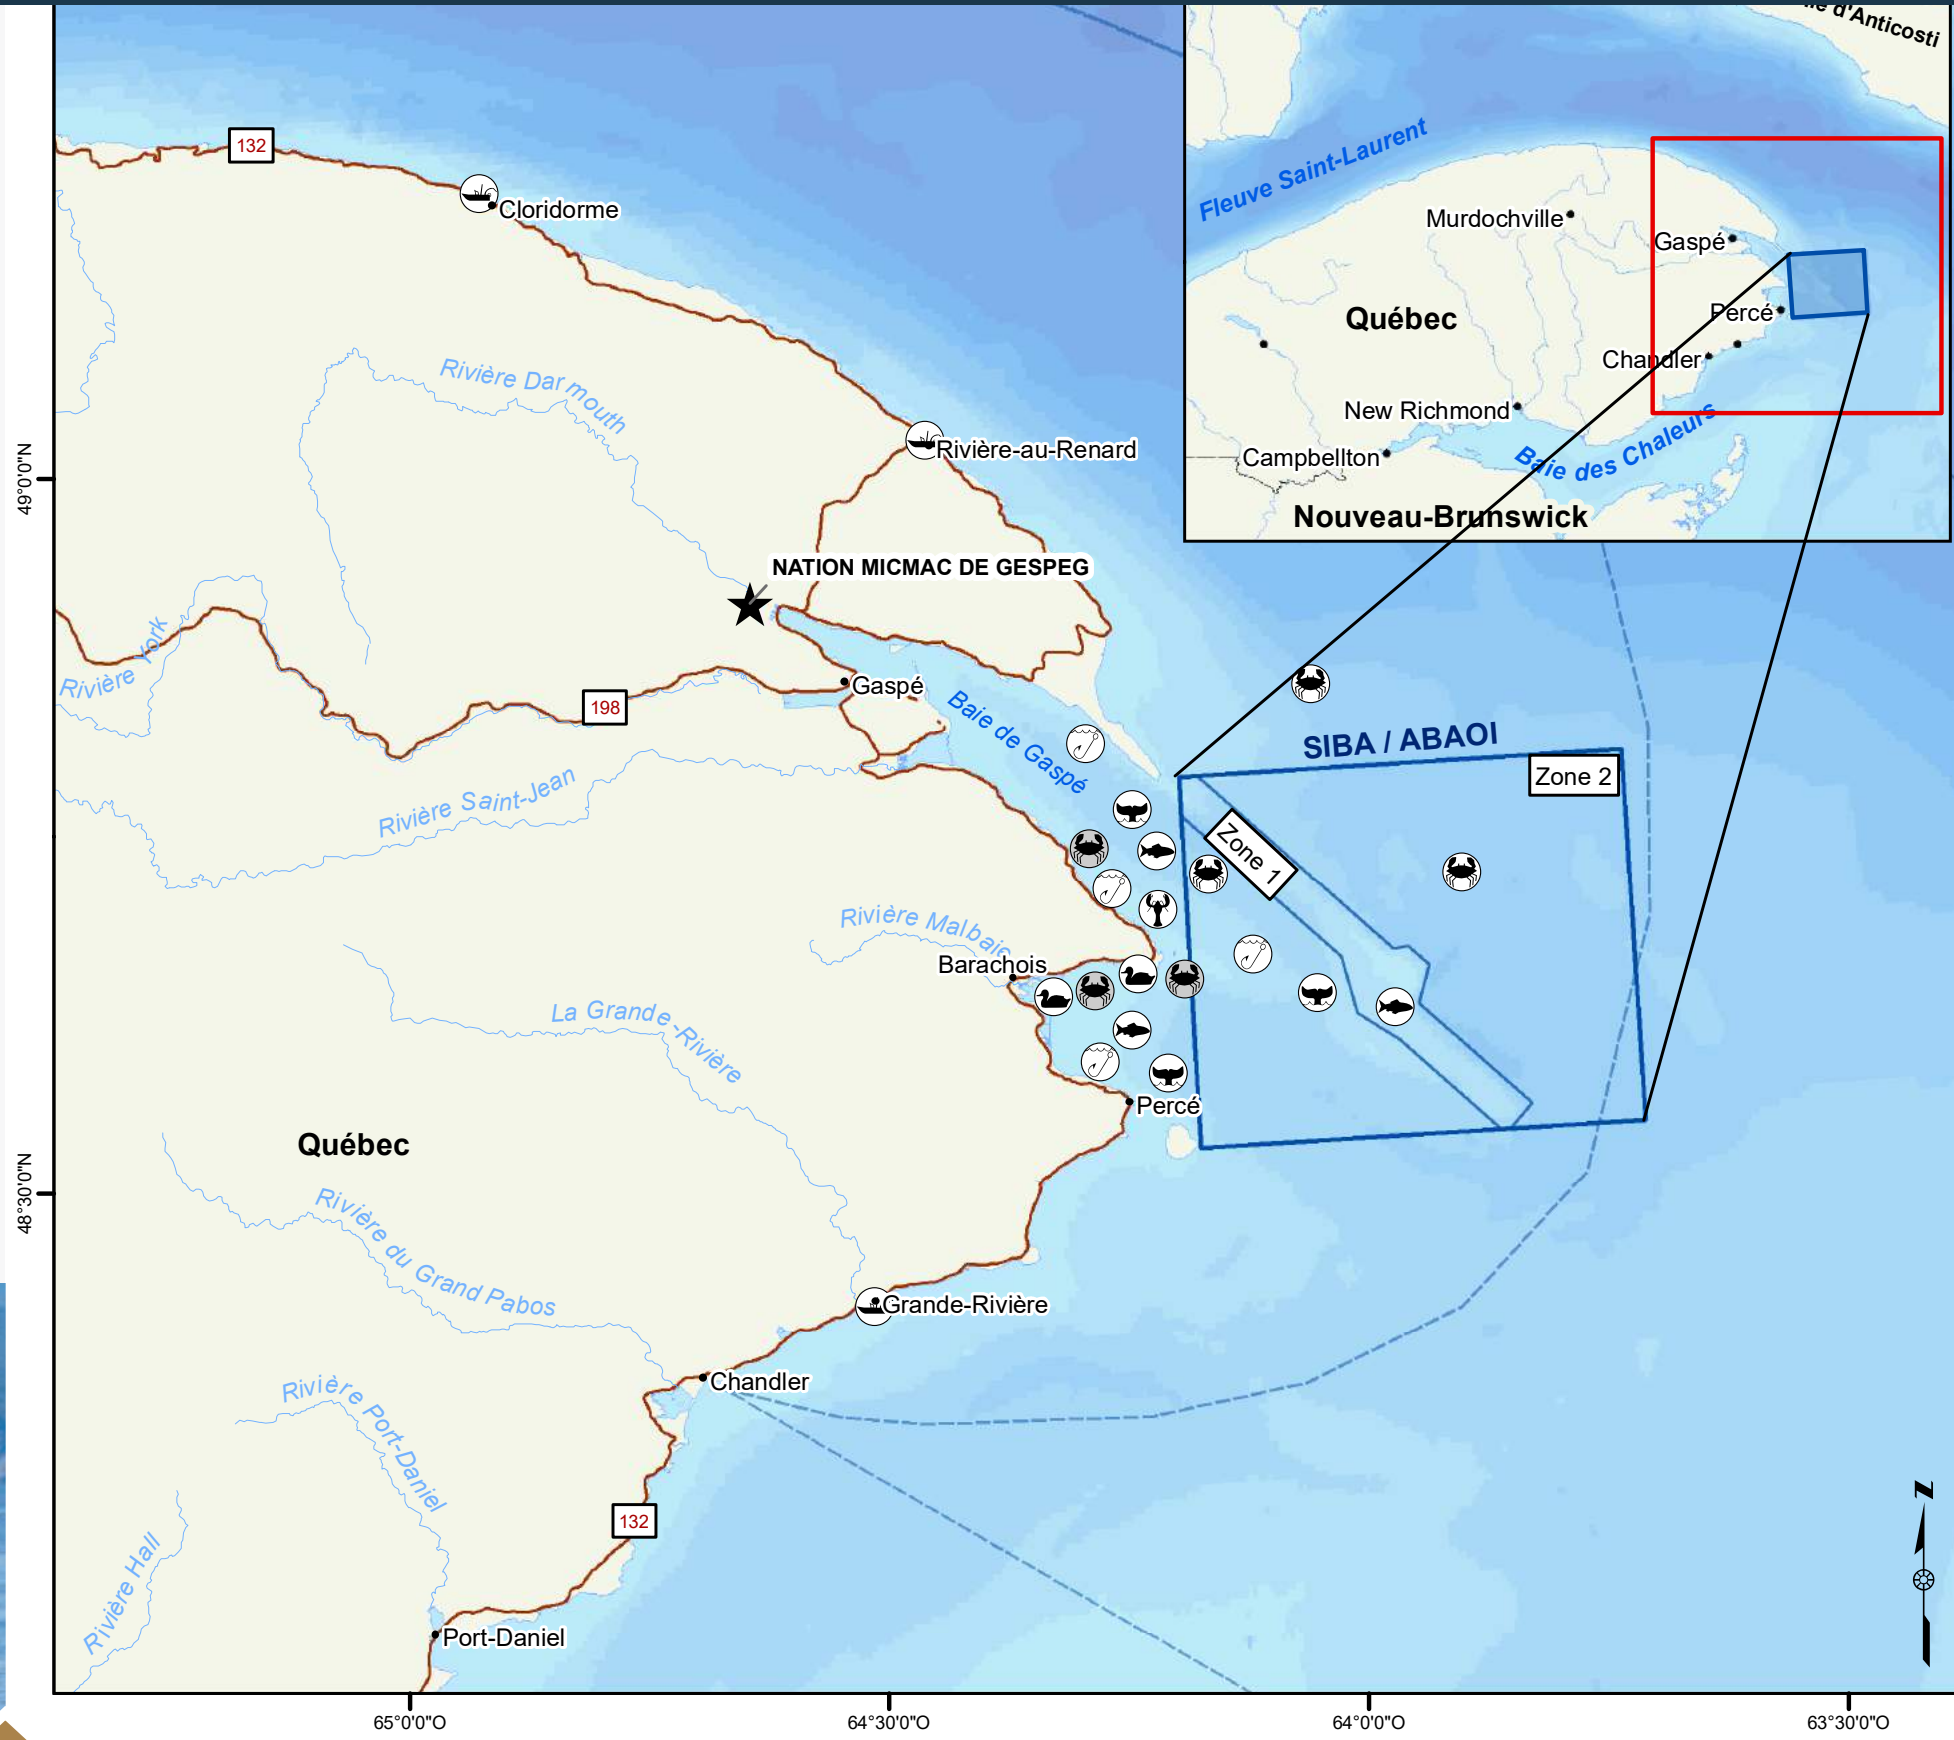 d'Anticosti
Fleuve Saint-Laurent
Murdochville
Gaspé
Québec
Percé
Chandler
New Richmond
Baie des Chaleurs
Campbellton
Nouveau-Brunswick
132
Cloridorme
Rivière Darmouth
Rivière-au-Renard
49°0'0"N
NATION MICMAC DE GESPEG
Rivière York
198
Gaspé
Baie de Gaspé
SIBA / ABAOI
Zone 2
Zone 1
Rivière Saint-Jean
Rivière Malbaie
Barachois
La Grande-Rivière
Percé
Québec
48°30'0"N
Rivière du Grand Pabos
Grande-Rivière
Chandler
Rivière Port-Daniel
132
Rivière Hall
Port-Daniel
N
65°0'0"O
64°30'0"O
64°0'0"O
63°30'0"O